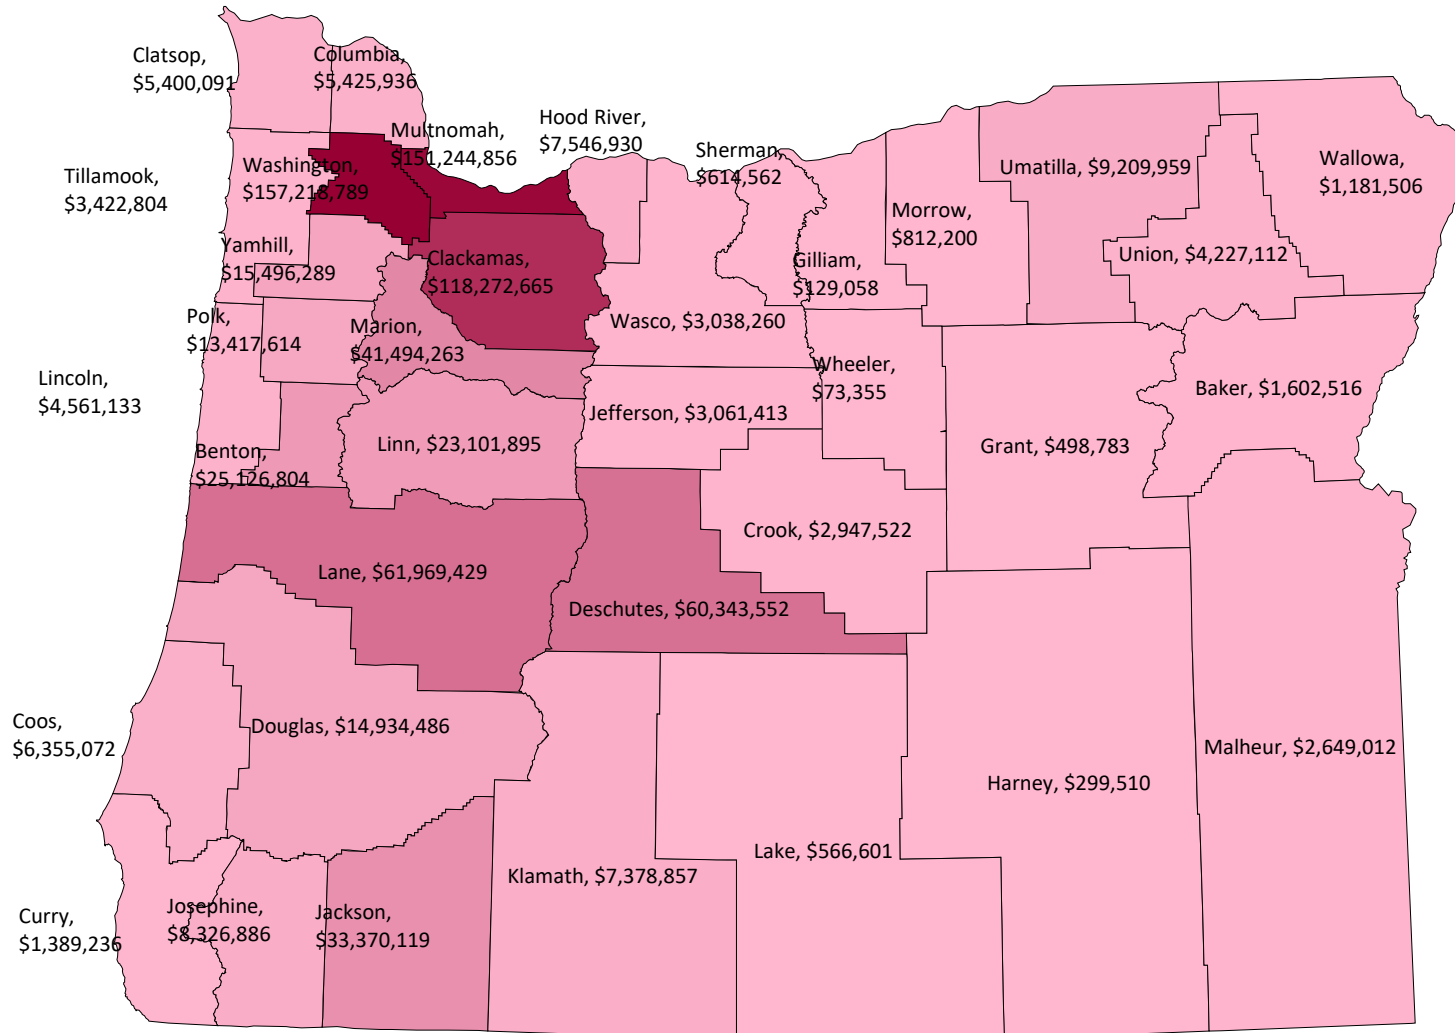 Clatsop,
$5,400,091
Columbia,
$5,425,936
Multnomah,
$151,244,856
Hood River,
$7,546,930
Sherman,
$614,562
Umatilla, $9,209,959
Wallowa,
$1,181,506
Tillamook,
$3,422,804
Washington,
$157,218,789
Morrow,
$812,200
Yamhill,
$15,496,289
Clackamas,
$118,272,665
Gilliam,
$129,058
Union, $4,227,112
Polk,
$13,417,614
Marion,
$41,494,263
Wasco, $3,038,260
Wheeler,
$73,355
Lincoln,
$4,561,133
Baker, $1,602,516
Jefferson, $3,061,413
Benton,
$25,126,804
Linn, $23,101,895
Grant, $498,783
Crook, $2,947,522
Lane, $61,969,429
Deschutes, $60,343,552
Coos,
$6,355,072
Douglas, $14,934,486
Malheur, $2,649,012
Harney, $299,510
Lake, $566,601
Klamath, $7,378,857
Curry,
$1,389,236
Josephine,
$8,326,886
Jackson,
$33,370,119